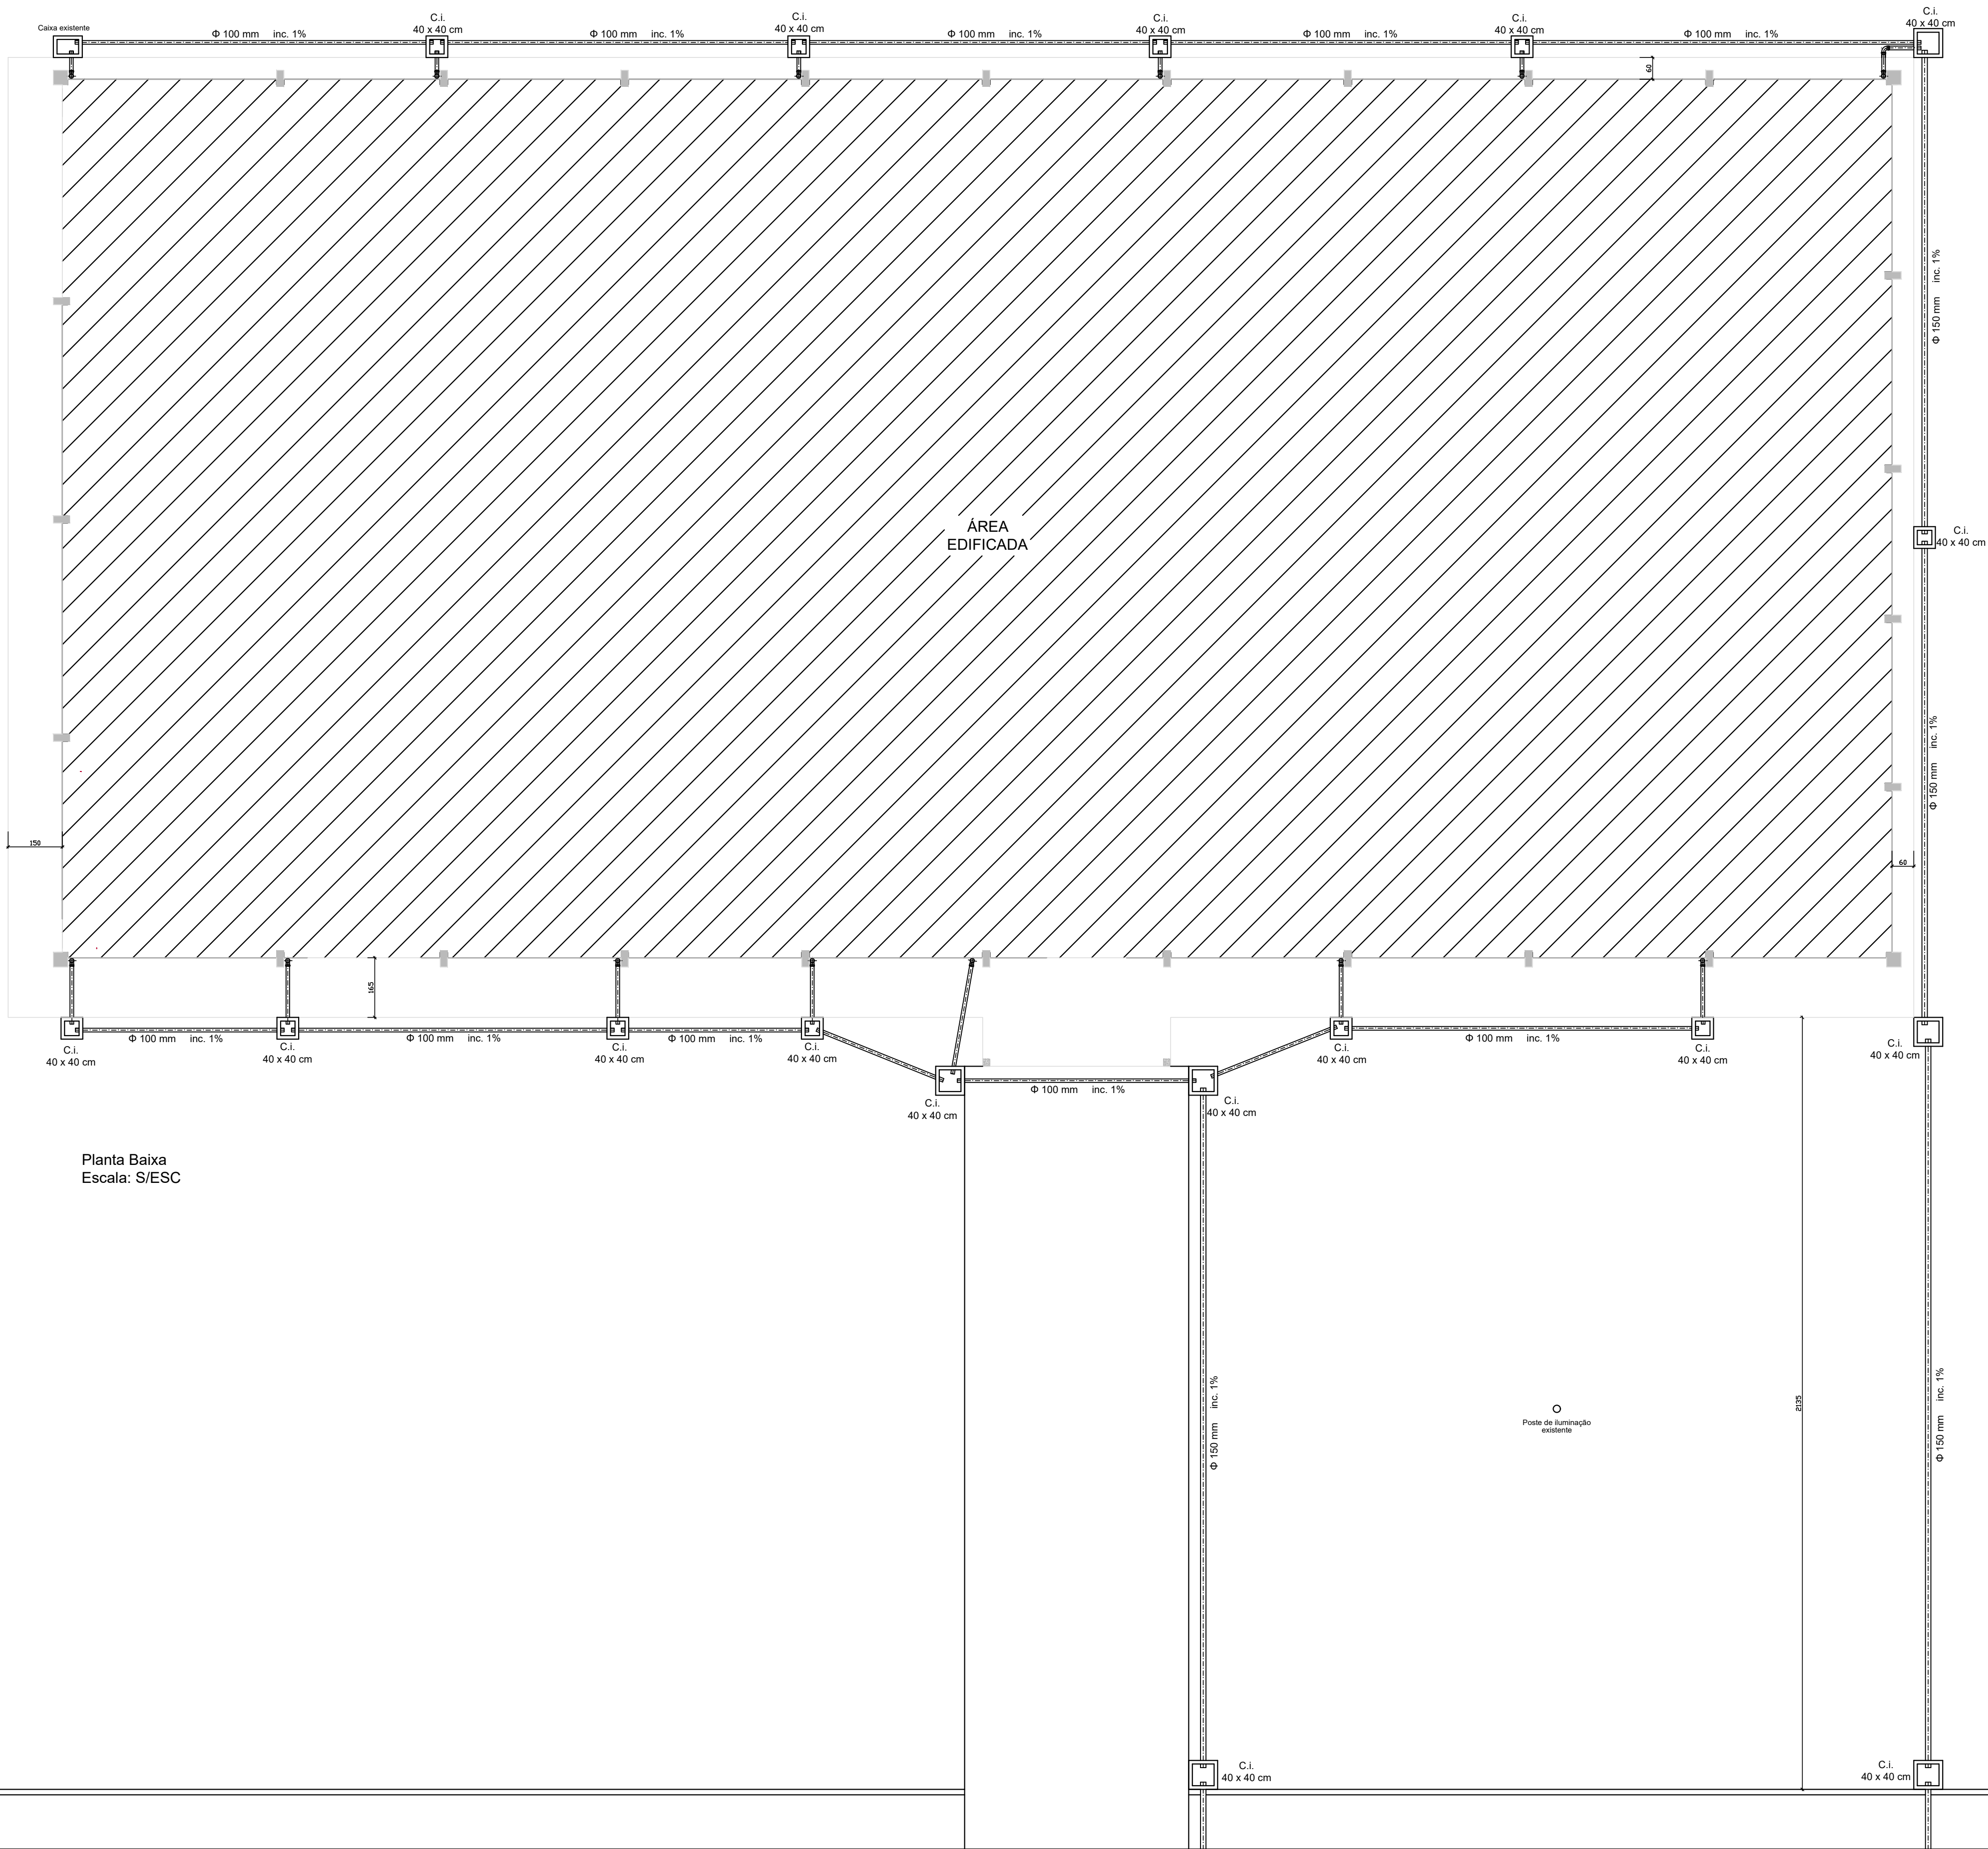 C.i.
40 x 40 cm
C.i.
40 x 40 cm
C.i.
40 x 40 cm
C.i.
40 x 40 cm
C.i.
40 x 40 cm
Caixa existente
Φ 100 mm inc. 1%
Φ 100 mm inc. 1%
Φ 100 mm inc. 1%
Φ 100 mm inc. 1%
Φ 100 mm inc. 1%
60
Φ 150 mm inc. 1%
ÁREA
EDIFICADA
C.i.
40 x 40 cm
Φ 150 mm inc. 1%
150
60
165
Φ 100 mm inc. 1%
Φ 100 mm inc. 1%
Φ 100 mm inc. 1%
Φ 100 mm inc. 1%
C.i.
40 x 40 cm
C.i.
40 x 40 cm
C.i.
40 x 40 cm
C.i.
40 x 40 cm
C.i.
40 x 40 cm
C.i.
40 x 40 cm
C.i.
40 x 40 cm
Φ 100 mm inc. 1%
C.i.
40 x 40 cm
C.i.
40 x 40 cm
Planta Baixa
Escala: S/ESC
Φ 150 mm inc. 1%
Poste de iluminação
existente
2135
Φ 150 mm inc. 1%
C.i.
40 x 40 cm
C.i.
40 x 40 cm